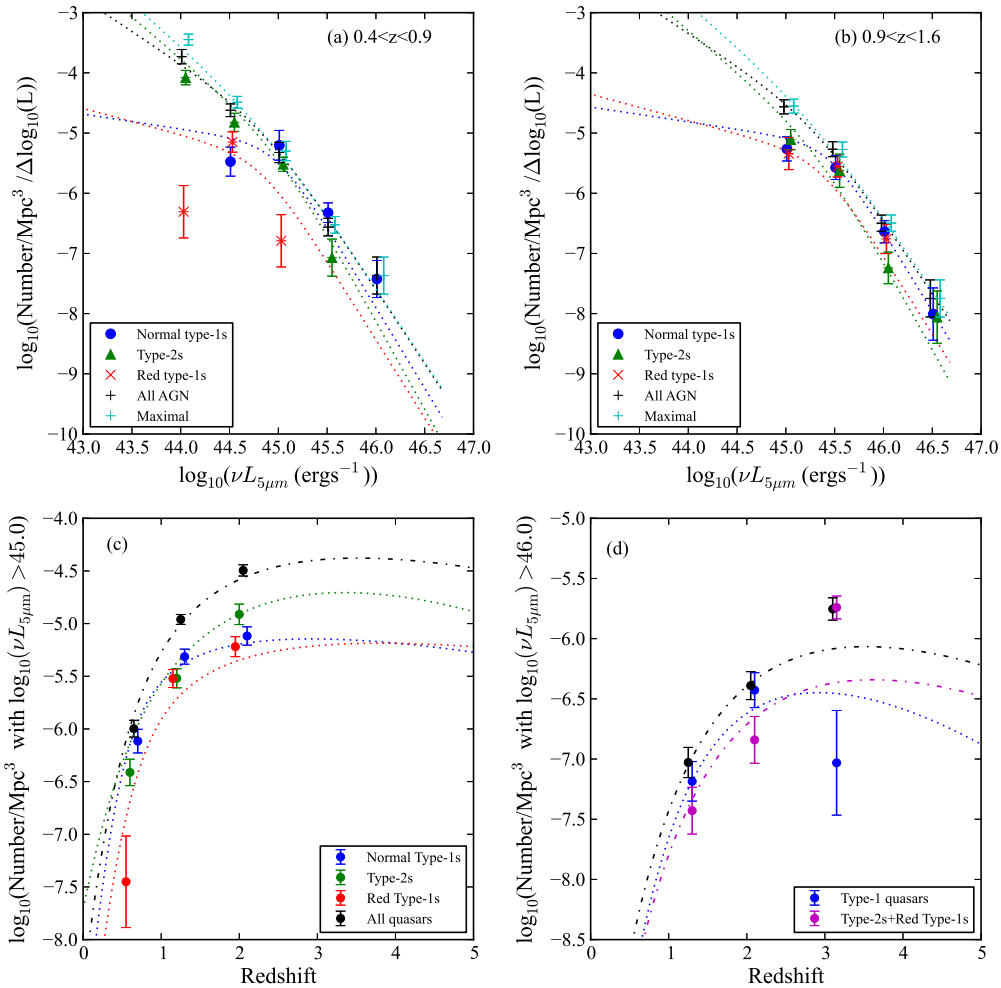 (a) 0.4<z<0.9
log₁₀(Number/Mpc³ /Δlog₁₀(L))
−3
−4
−5
−6
−7
−8
−9
−10
Normal type-1s
Type-2s
Red type-1s
All AGN
Maximal
43.0 43.5 44.0 44.5 45.0 45.5 46.0 46.5 47.0
log₁₀(νL₅μm (ergs⁻¹))
(b) 0.9<z<1.6
log₁₀(Number/Mpc³ /Δlog₁₀(L))
−3
−4
−5
−6
−7
−8
−9
−10
Normal type-1s
Type-2s
Red type-1s
All AGN
Maximal
43.0 43.5 44.0 44.5 45.0 45.5 46.0 46.5 47.0
log₁₀(νL₅μm (ergs⁻¹))
(c)
log₁₀(Number/Mpc³ with log₁₀(νL₅μm) >45.0)
−4.0
−4.5
−5.0
−5.5
−6.0
−6.5
−7.0
−7.5
−8.0
Normal Type-1s
Type-2s
Red Type-1s
All quasars
0 1 2 3 4 5
Redshift
(d)
log₁₀(Number/Mpc³ with log₁₀(νL₅μm) >46.0)
−5.0
−5.5
−6.0
−6.5
−7.0
−7.5
−8.0
−8.5
Type-1 quasars
Type-2s+Red Type-1s
0 1 2 3 4 5
Redshift